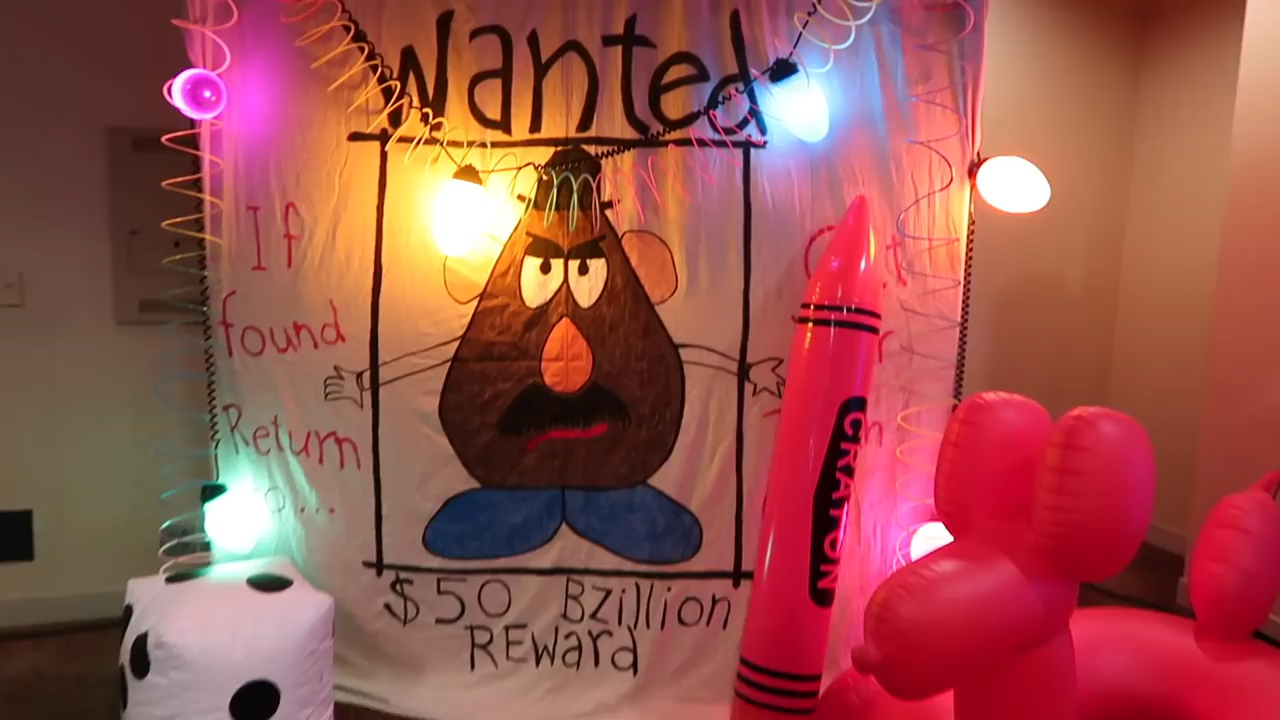 Wanted
If
found
Return
$50 Bzillion
REward
CRAYON